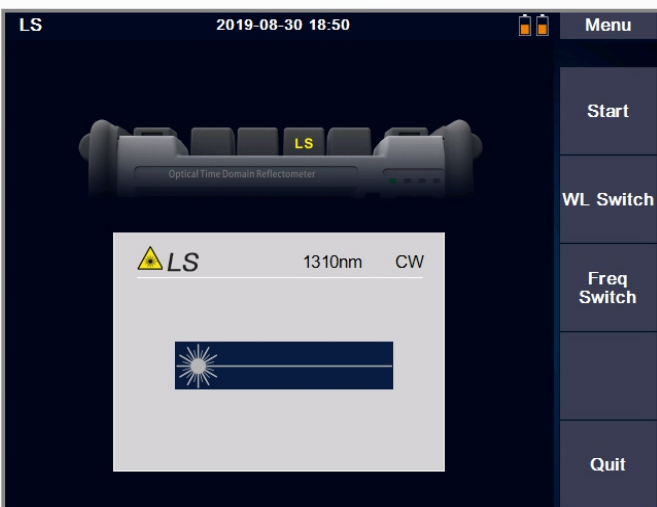 LS
2019-08-30 18:50
Menu
LS
Optical Time Domain Reflectometer
LS 1310nm CW
Start
WL Switch
Freq
Switch
Quit